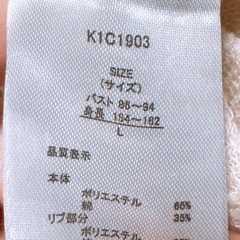 K1C1903
SIZE
(サイズ)
バスト 86~94
身長 154~162
L
品質表示
本体
ポリエステル 65%
綿 35%
リブ部分
ポリエステル